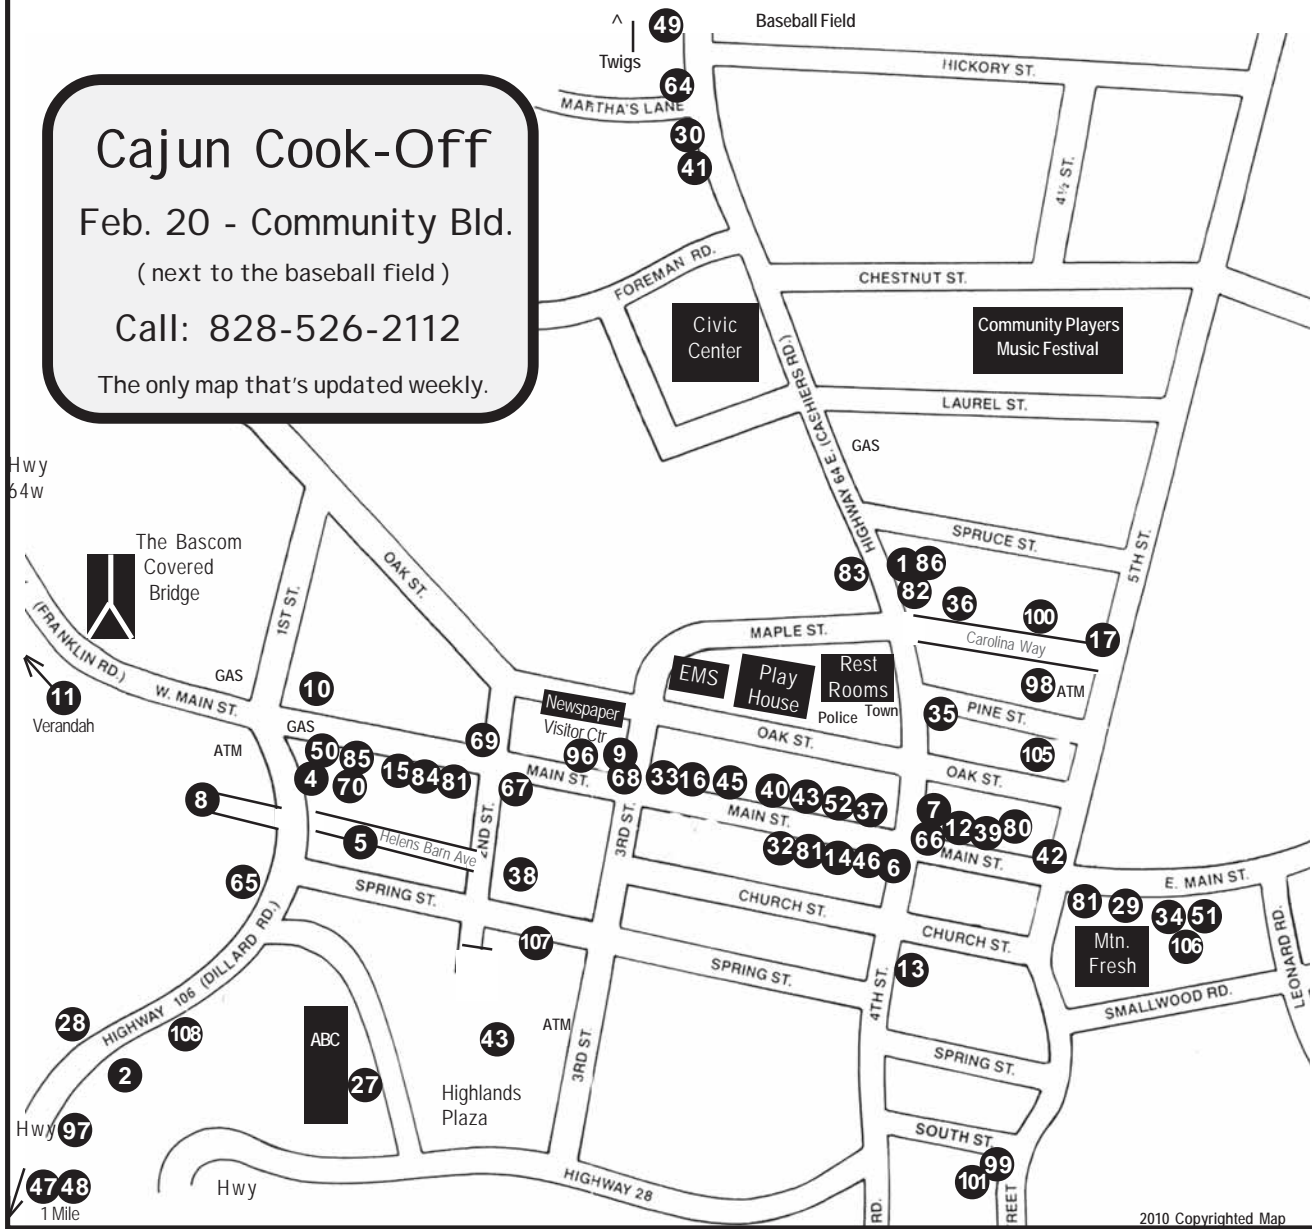 ^
49
Baseball Field
Twigs
64
HICKORY ST.
MARTHA'S LANE
30
41
4½ ST.
Cajun Cook-Off
Feb. 20 - Community Bld.
( next to the baseball field )
Call: 828-526-2112
The only map that's updated weekly.
FOREMAN RD.
CHESTNUT ST.
Civic
Center
Community Players
Music Festival
HIGHWAY 64 E. (CASHIERS RD.)
LAUREL ST.
GAS
Hwy
64w
The Bascom
Covered
Bridge
OAK ST.
1ST ST.
SPRUCE ST.
5TH ST.
83
1
86
82
36
100
17
Carolina Way
(FRANKLIN RD.)
W. MAIN ST.
MAPLE ST.
EMS
Play
House
Rest
Rooms
Police
Town
98
ATM
11
Verandah
GAS
10
Newspaper
Visitor Ctr
35
PINE ST.
GAS
ATM
50
85
69
96
9
OAK ST.
105
4
70
15
84
81
67
MAIN ST.
68
33
16
45
40
43
52
37
OAK ST.
8
MAIN ST.
7
12
39
80
66
5
Helens Barn Ave
2ND ST.
3RD ST.
32
81
14
46
6
MAIN ST.
42
65
SPRING ST.
38
CHURCH ST.
E. MAIN ST.
81
29
34
51
106
Mtn.
Fresh
LEONARD RD.
107
CHURCH ST.
SPRING ST.
13
4TH ST.
SMALLWOOD RD.
HIGHWAY 106 (DILLARD RD.)
28
108
2
ABC
27
43
ATM
3RD ST.
SPRING ST.
Highlands
Plaza
Hwy
97
SOUTH ST.
99
101
47
48
1 Mile
Hwy
HIGHWAY 28
RD.
REET
2010 Copyrighted Map